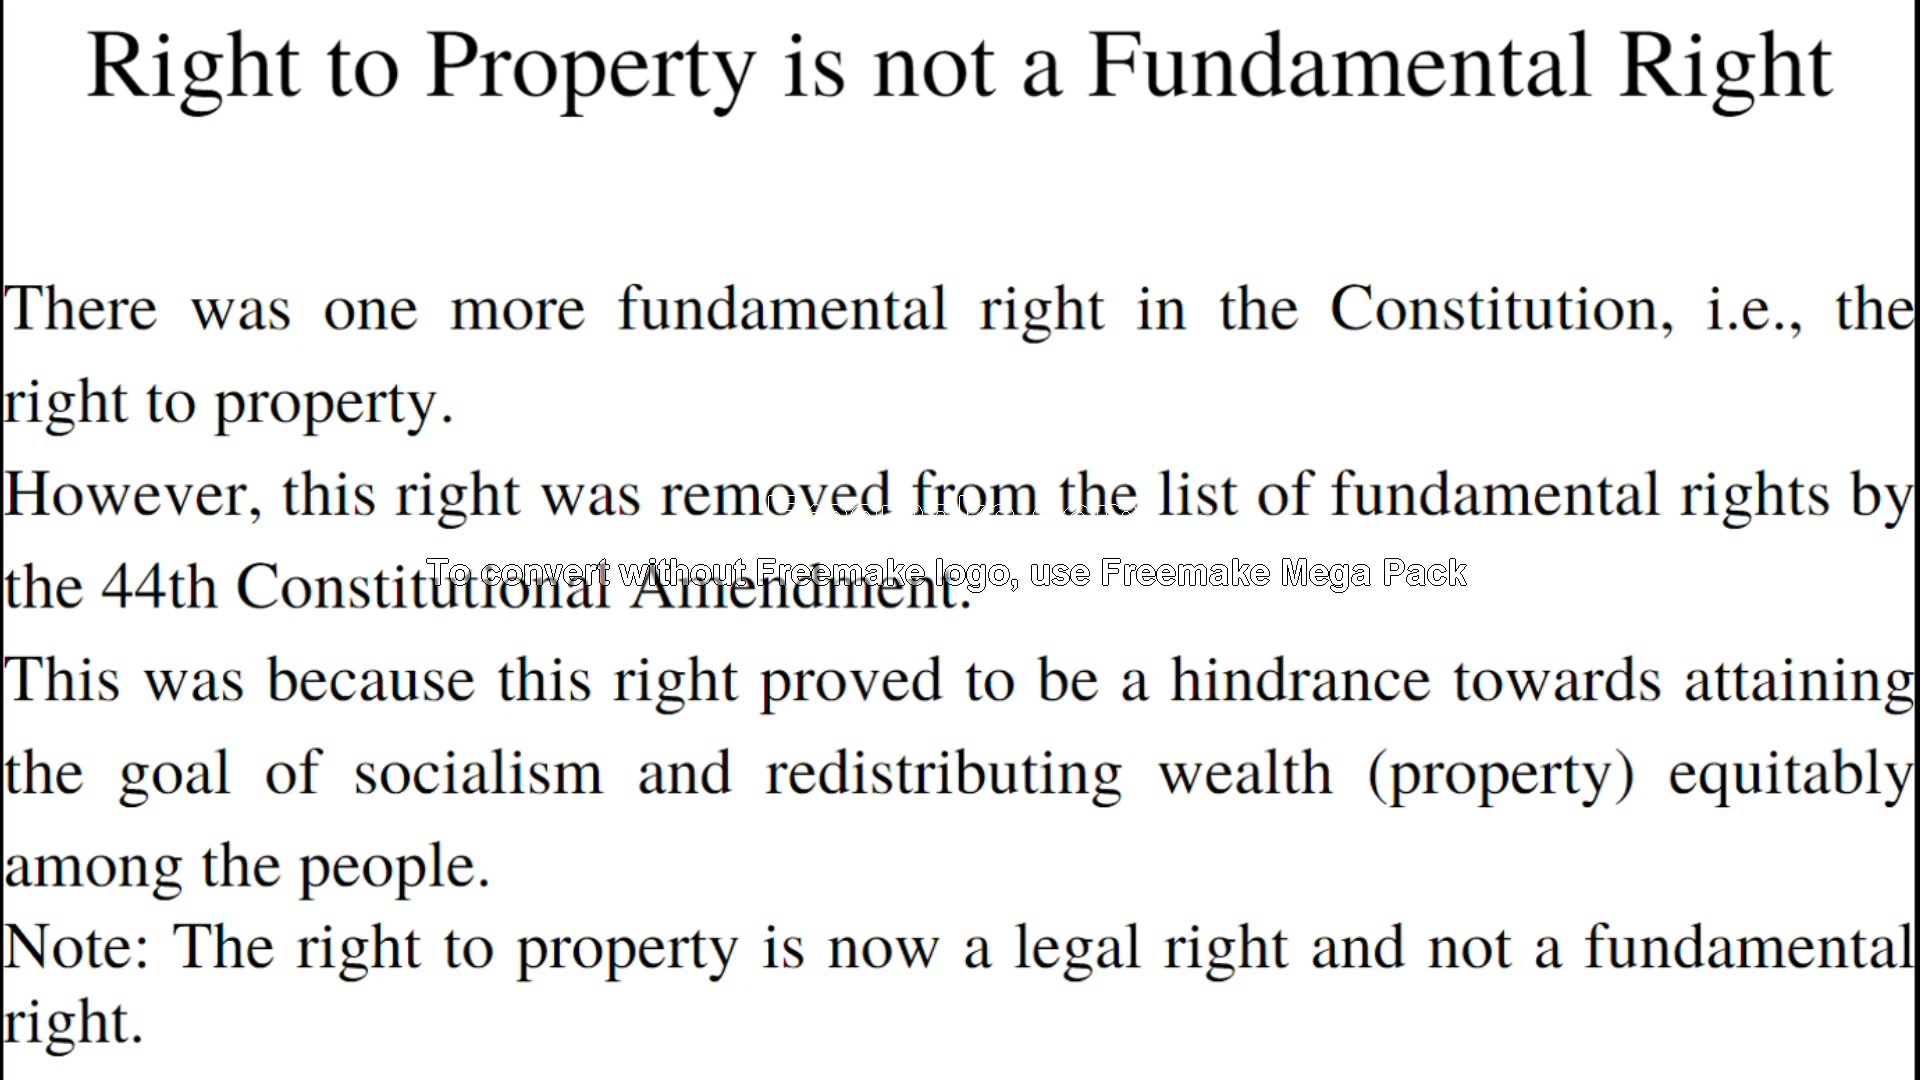 Right to Property is not a Fundamental Right
There was one more fundamental right in the Constitution, i.e., the
right to property.
However, this right was removed from the list of fundamental rights by
the 44th Constitutional Amendment.
To convert without Freemake logo, use Freemake Mega Pack
This was because this right proved to be a hindrance towards attaining
the goal of socialism and redistributing wealth (property) equitably
among the people.
Note: The right to property is now a legal right and not a fundamental
right.